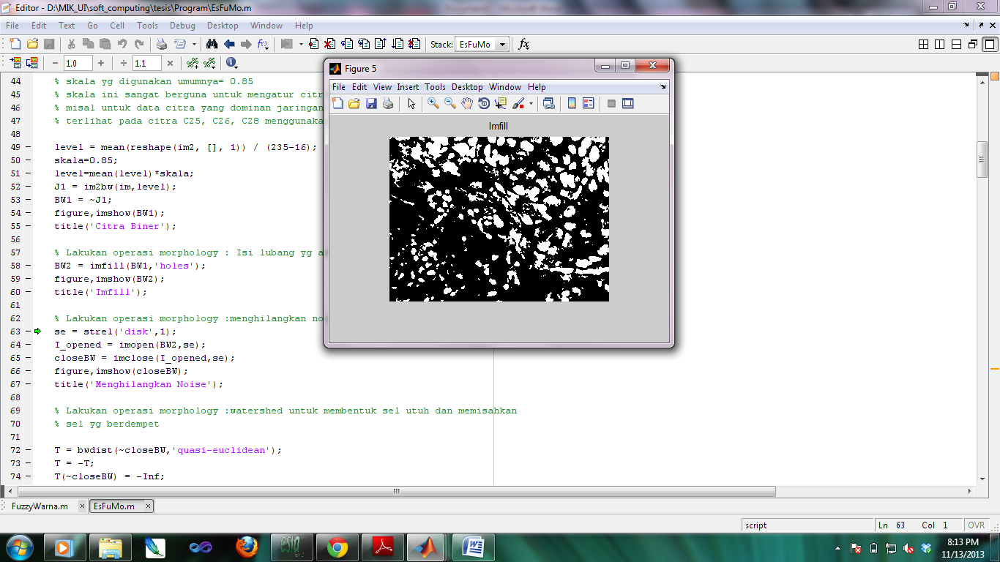 Editor - D:\MIK_UI\soft_computing\tesis\Program\EsFuMo.m
File Edit Text Go Cell Tools Debug Desktop Window Help
Stack: EsFuMo
1.0 1.1
44 % skala yg digunakan umumnya= 0.85
45 % skala ini sangat berguna untuk mengatur citr
46 % misal untuk data citra yang dominan jaringan
47 % terlihat pada citra C25, C26, C28 menggunaka
48
49 level = mean(reshape(im2, [], 1)) / (235-16);
50 skala=0.85;
51 level=mean(level)*skala;
52 J1 = im2bw(im,level);
53 BW1 = ~J1;
54 figure,imshow(BW1);
55 title('Citra Biner');
56
57 % Lakukan operasi morphology : Isi lubang yg a
58 BW2 = imfill(BW1,'holes');
59 figure,imshow(BW2);
60 title('Imfill');
61
62 % Lakukan operasi morphology :menghilangkan no
63 se = strel('disk',1);
64 I_opened = imopen(BW2,se);
65 closeBW = imclose(I_opened,se);
66 figure,imshow(closeBW);
67 title('Menghilangkan Noise');
68
69 % Lakukan operasi morphology :watershed untuk membentuk sel utuh dan memisahkan
70 % sel yg berdempet
71
72 T = bwdist(~closeBW,'quasi-euclidean');
73 T = -T;
74 T(~closeBW) = -Inf;
Figure 5
File Edit View Insert Tools Desktop Window Help
Imfill
FuzzyWarna.m EsFuMo.m
script Ln 63 Col 1 OVR
8:13 PM
11/13/2013